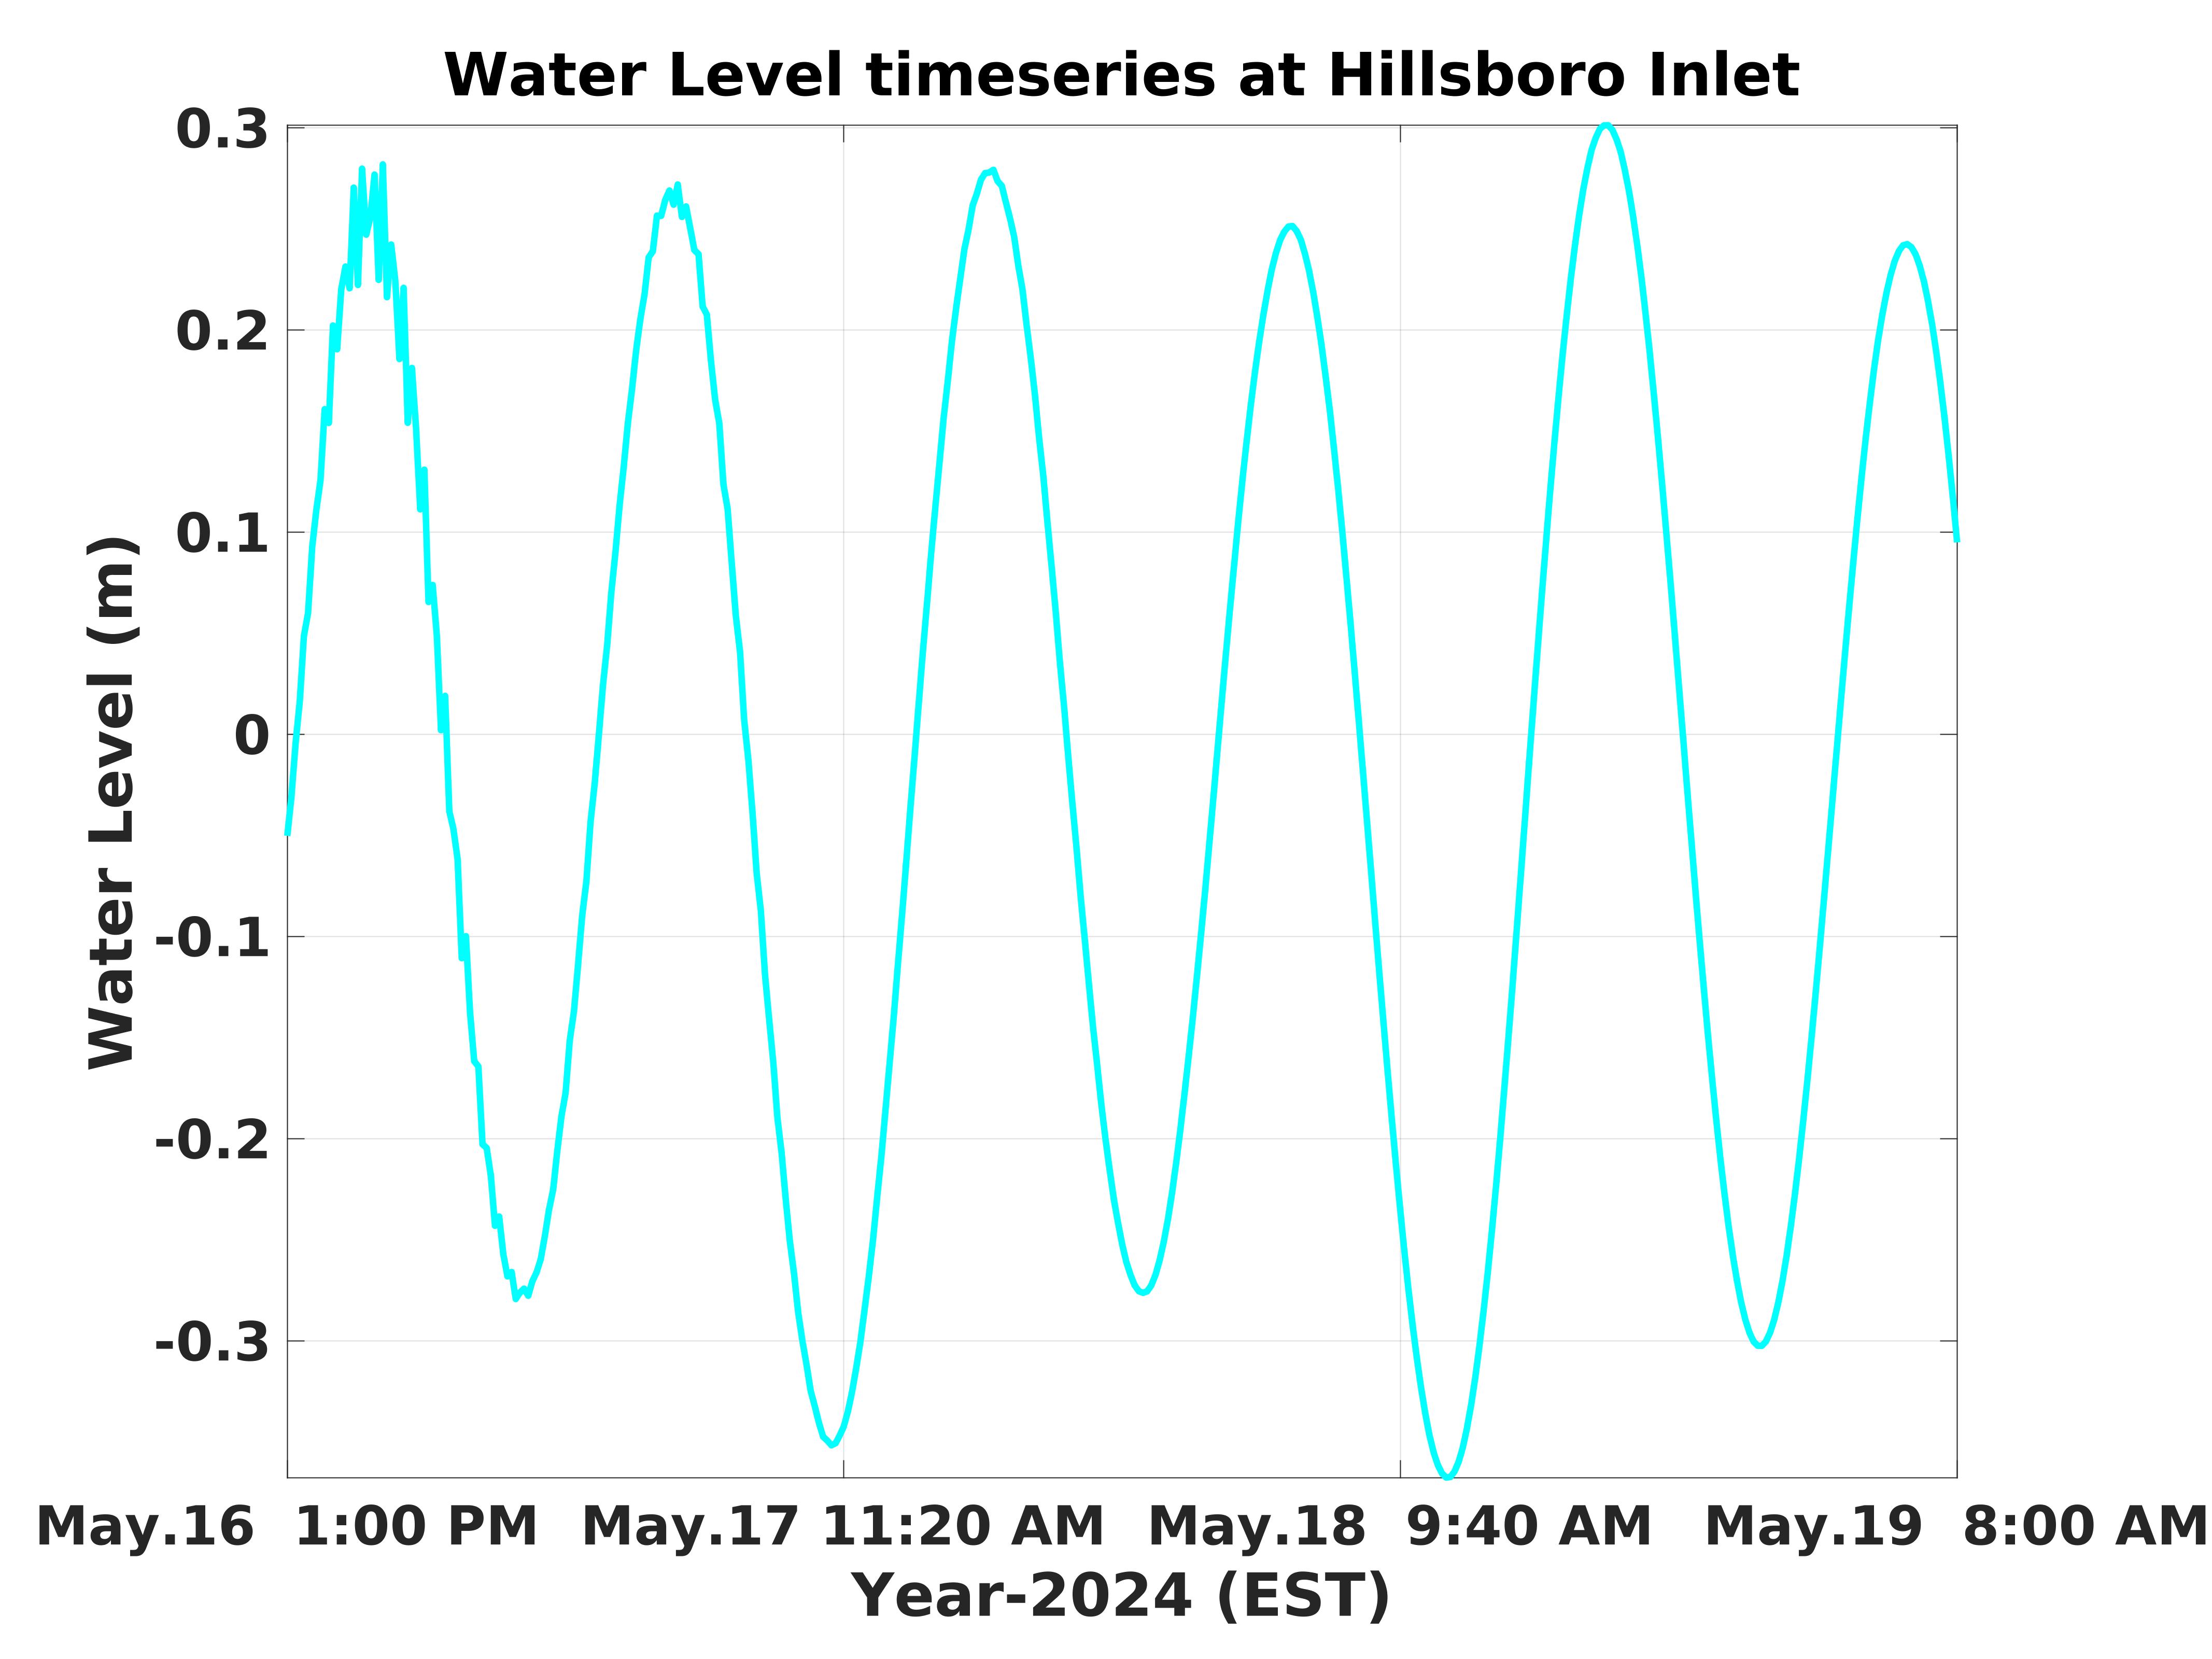 Water Level timeseries at Hillsboro Inlet
0.3
0.2
0.1
0
-0.1
-0.2
-0.3
Water Level (m)
May.16  1:00 PM
May.17 11:20 AM
May.18  9:40 AM
May.19  8:00 AM
Year-2024 (EST)